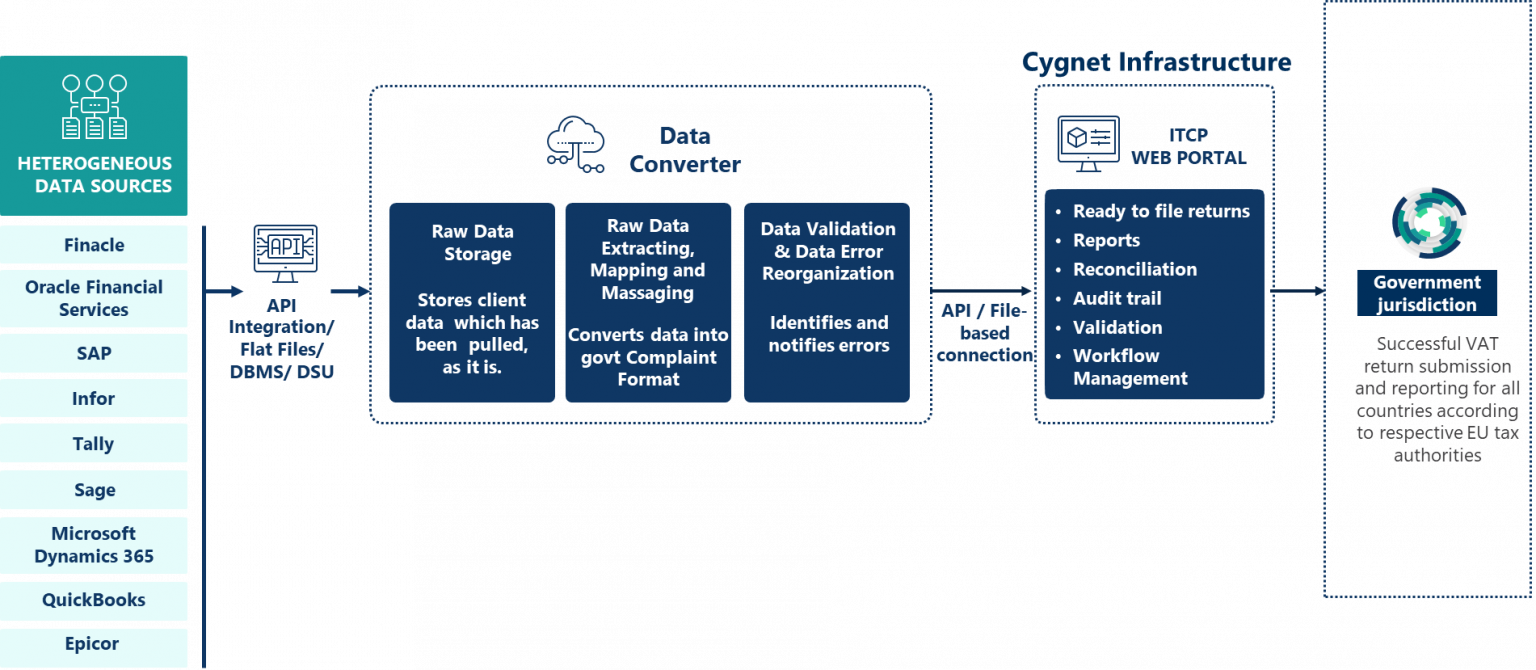 HETEROGENEOUS
DATA SOURCES
Finacle
Oracle Financial
Services
SAP
Infor
Tally
Sage
Microsoft
Dynamics 365
QuickBooks
Epicor
API
API
Integration/
Flat Files/
DBMS/ DSU
Data
Converter
Raw Data
Storage
Stores client
data which has
been pulled,
as it is.
Raw Data
Extracting,
Mapping and
Massaging
Converts data into
govt Complaint
Format
Data Validation
& Data Error
Reorganization
Identifies and
notifies errors
API / File-
based
connection
Cygnet Infrastructure
ITCP
WEB PORTAL
• Ready to file returns
• Reports
• Reconciliation
• Audit trail
• Validation
• Workflow
Management
Government
jurisdiction
Successful VAT
return submission
and reporting for all
countries according
to respective EU tax
authorities